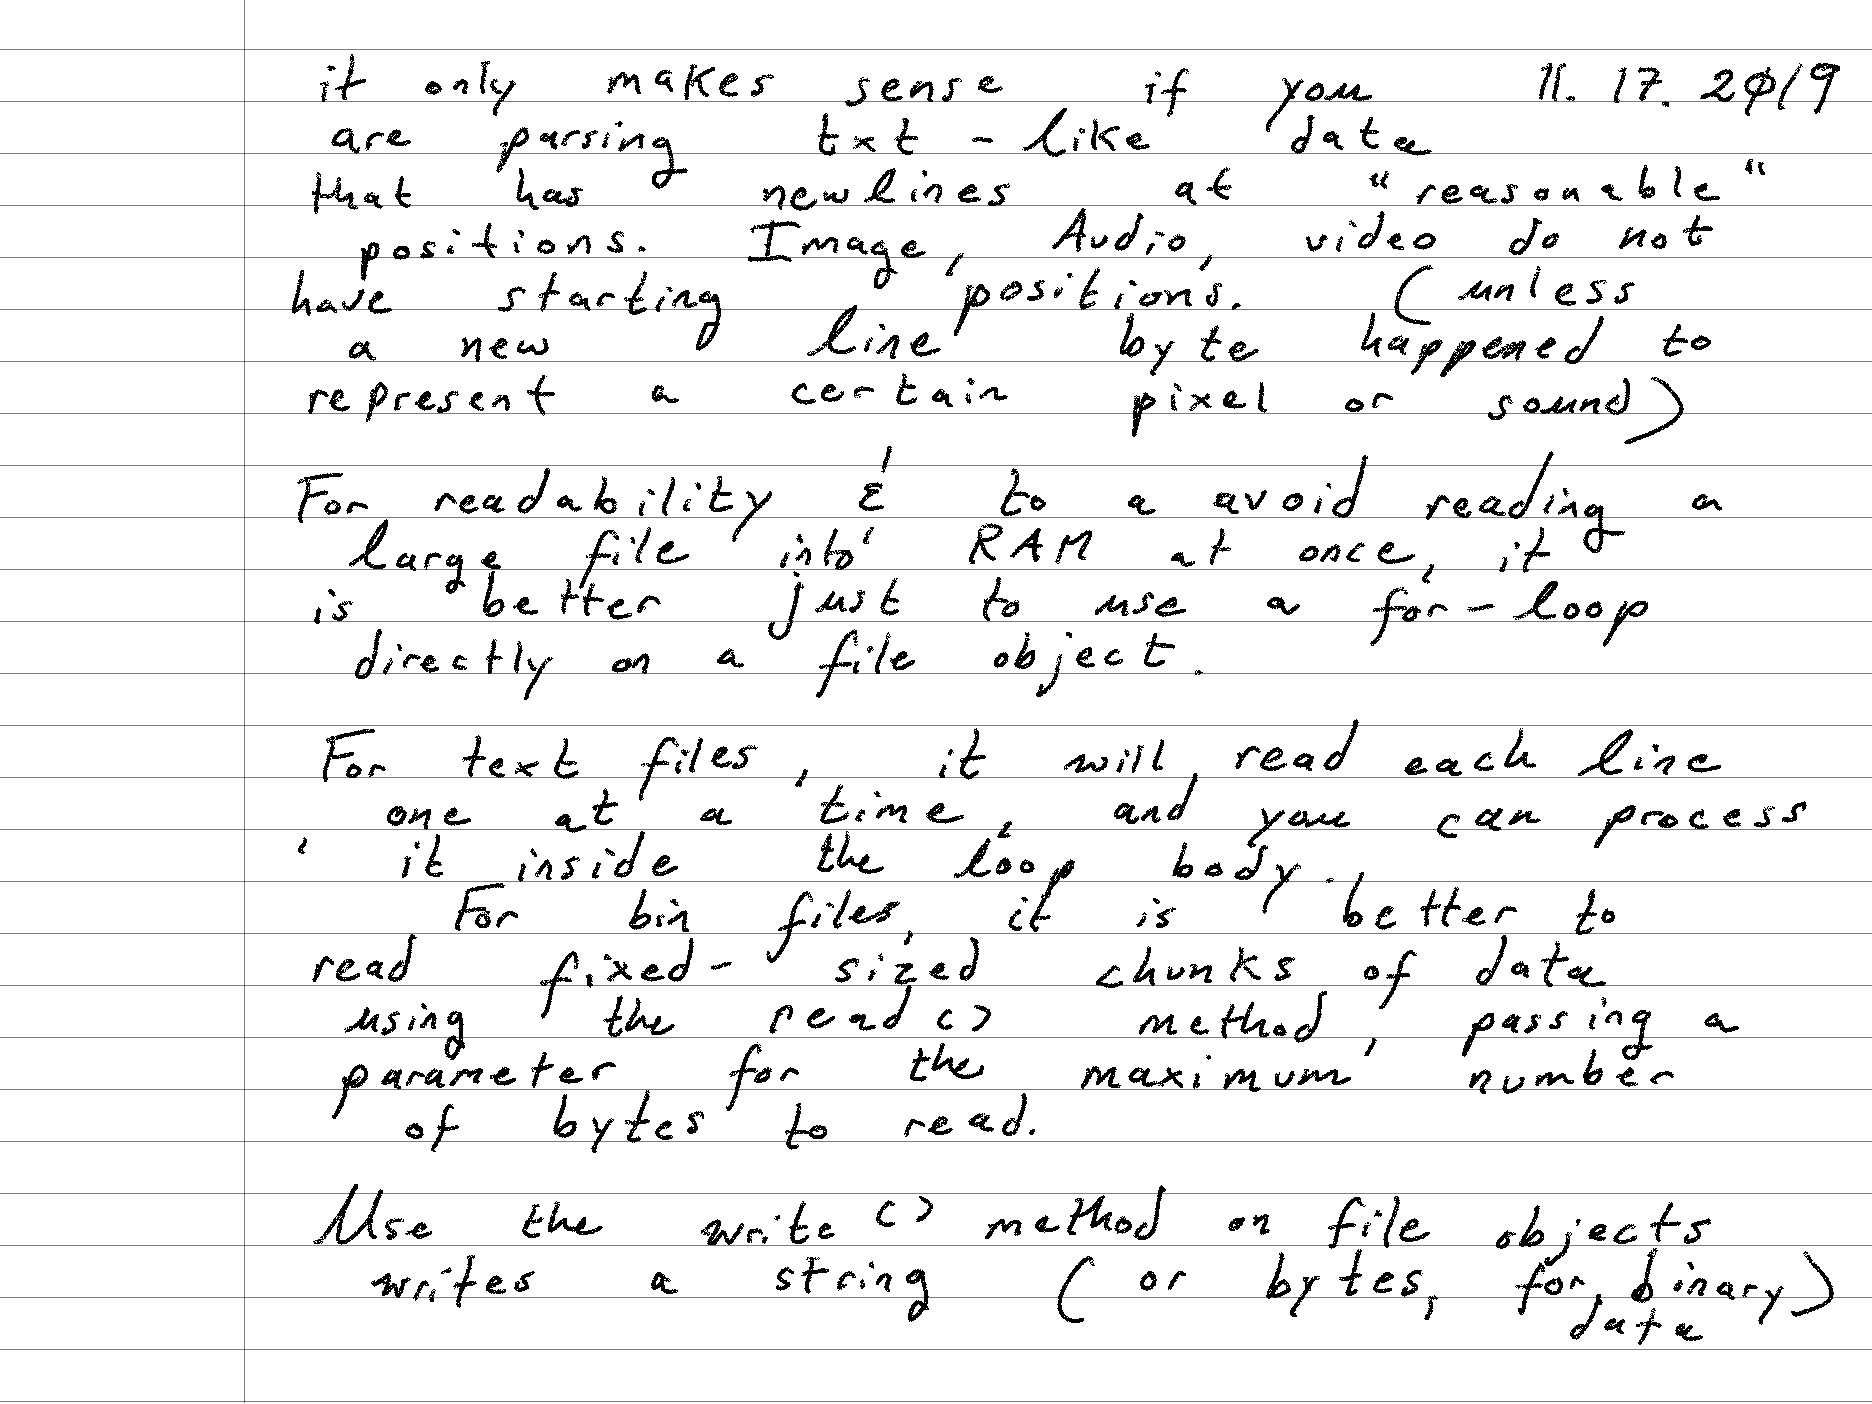 it only makes sense if you 11. 17. 2019
are parsing txt - like data
that has newlines at "reasonable"
positions. Image, Audio, video do not
have starting positions. (unless
a new line byte happened to
represent a certain pixel or sound)
For readability & to a avoid reading a
large file into RAM at once, it
is better just to use a for - loop
directly on a file object.
For text files, it will read each line
one at a time, and you can process
it inside the loop body.
For bin files, it is better to
read fixed - sized chunks of data
using the read () method, passing a
parameter for the maximum number
of bytes to read.
Use the write () method on file objects
writes a string (or bytes, for binary)
data